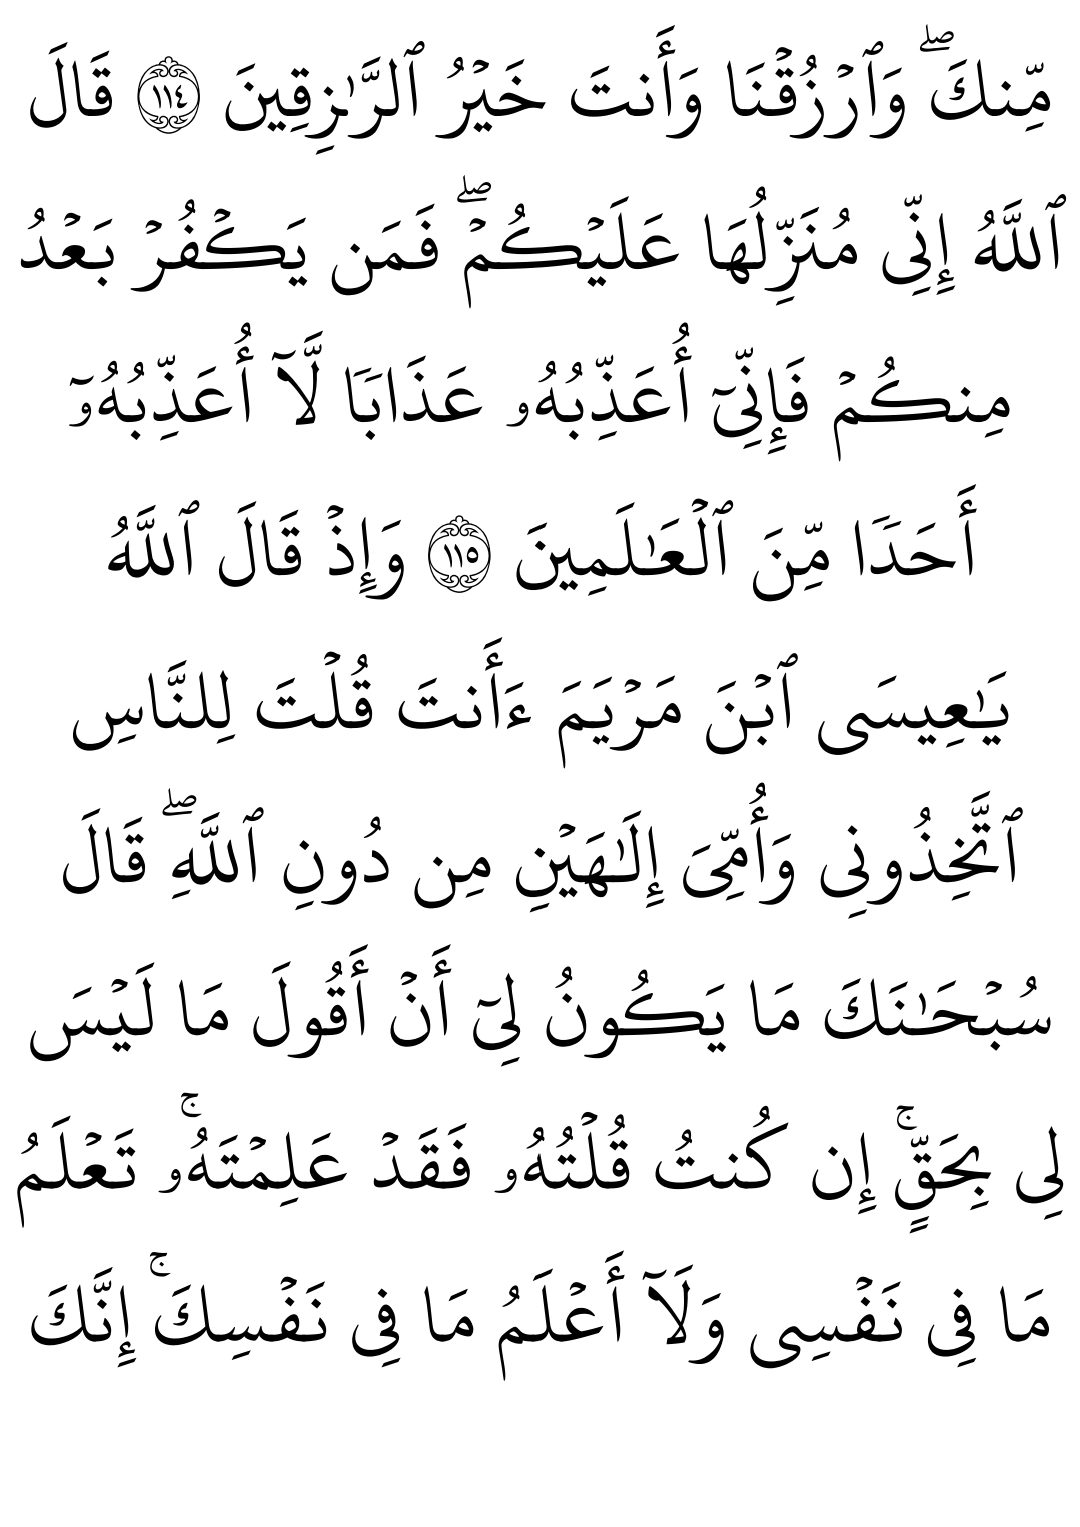 مِّنكَۖ وَٱرۡزُقۡنَا وَأَنتَ خَيۡرُ ٱلرَّٰزِقِينَ ١١٤ قَالَ
ٱللَّهُ إِنِّي مُنَزِّلُهَا عَلَيۡكُمۡۖ فَمَن يَكۡفُرۡ بَعۡدُ
مِنكُمۡ فَإِنِّيٓ أُعَذِّبُهُۥ عَذَابٗا لَّآ أُعَذِّبُهُۥٓ
أَحَدٗا مِّنَ ٱلۡعَٰلَمِينَ ١١٥ وَإِذۡ قَالَ ٱللَّهُ
يَٰعِيسَى ٱبۡنَ مَرۡيَمَ ءَأَنتَ قُلۡتَ لِلنَّاسِ
ٱتَّخِذُونِي وَأُمِّيَ إِلَٰهَيۡنِ مِن دُونِ ٱللَّهِۖ قَالَ
سُبۡحَٰنَكَ مَا يَكُونُ لِيٓ أَنۡ أَقُولَ مَا لَيۡسَ
لِي بِحَقٍّۚ إِن كُنتُ قُلۡتُهُۥ فَقَدۡ عَلِمۡتَهُۥۚ تَعۡلَمُ
مَا فِي نَفۡسِي وَلَآ أَعۡلَمُ مَا فِي نَفۡسِكَۚ إِنَّكَ